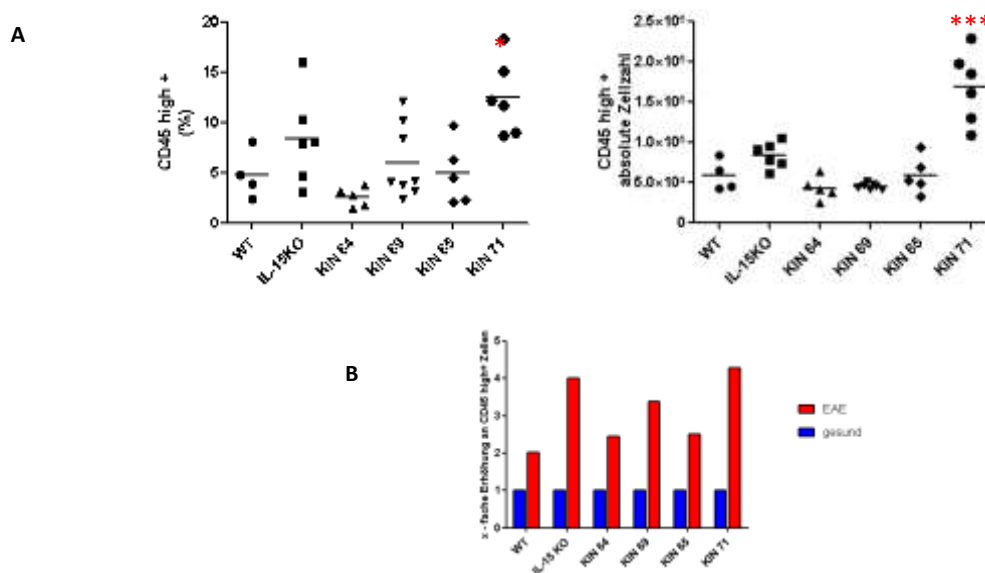 A
CD45 high +
(%)
20
15
10
5
0
*
WT
IL-15KO
KIN 64
KIN 69
KIN 65
KIN 71
CD45 high +
absolute Zellzahl
2.5×10⁵
2.0×10⁵
1.5×10⁵
1.0×10⁵
5.0×10⁴
0
***
WT
IL-15KO
KIN 64
KIN 69
KIN 65
KIN 71
B
x - fache Erhöhung an CD45 high+ Zellen
5
4
3
2
1
0
WT
IL-15 KO
KIN 64
KIN 69
KIN 65
KIN 71
EAE
gesund